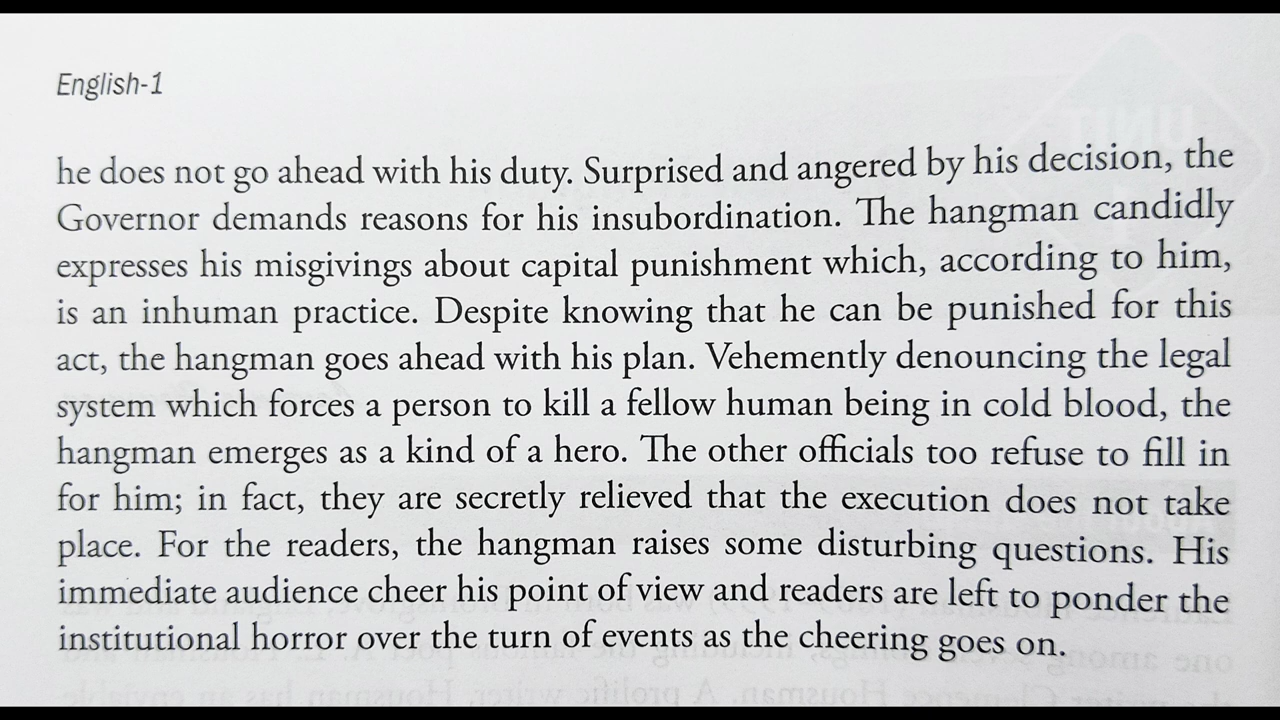 English-1
he does not go ahead with his duty. Surprised and angered by his decision, the
Governor demands reasons for his insubordination. The hangman candidly
expresses his misgivings about capital punishment which, according to him,
is an inhuman practice. Despite knowing that he can be punished for this
act, the hangman goes ahead with his plan. Vehemently denouncing the legal
system which forces a person to kill a fellow human being in cold blood, the
hangman emerges as a kind of a hero. The other officials too refuse to fill in
for him; in fact, they are secretly relieved that the execution does not take
place. For the readers, the hangman raises some disturbing questions. His
immediate audience cheer his point of view and readers are left to ponder the
institutional horror over the turn of events as the cheering goes on.